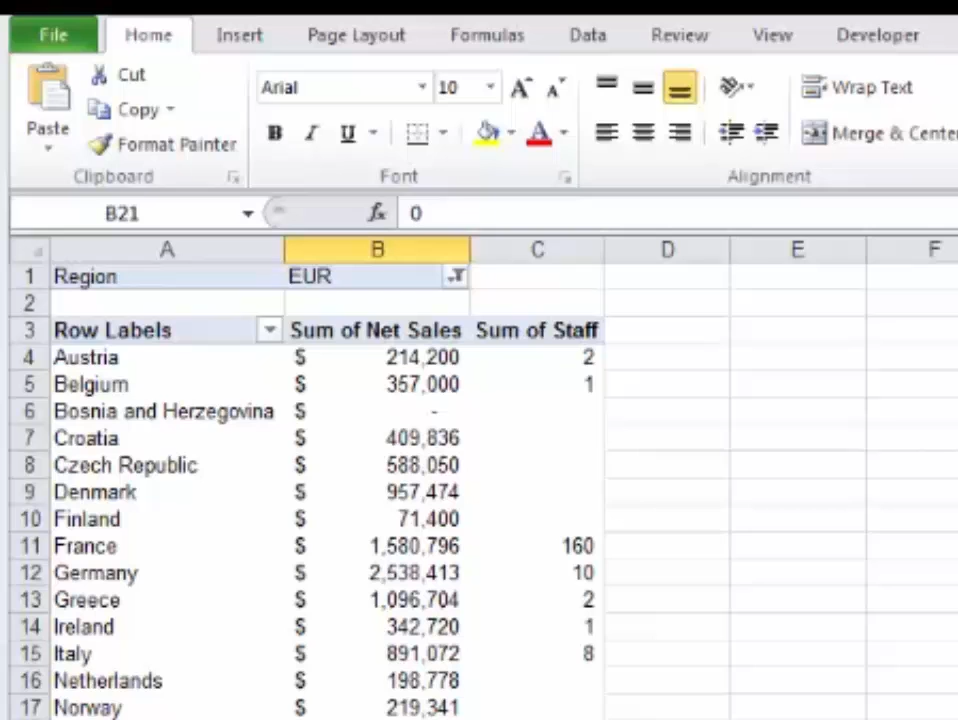 File Home Insert Page Layout Formulas Data Review View Developer
Cut
Copy
Format Painter
Paste
Arial 10
B I U A
Wrap Text
Merge & Cente
Clipboard Font Alignment
B21 fx 0
A B C D E F
1 Region EUR
2
3 Row Labels Sum of Net Sales Sum of Staff
4 Austria $ 214,200 2
5 Belgium $ 357,000 1
6 Bosnia and Herzegovina $ -
7 Croatia $ 409,836
8 Czech Republic $ 588,050
9 Denmark $ 957,474
10 Finland $ 71,400
11 France $ 1,580,796 160
12 Germany $ 2,538,413 10
13 Greece $ 1,096,704 2
14 Ireland $ 342,720 1
15 Italy $ 891,072 8
16 Netherlands $ 198,778
17 Norway $ 219,341